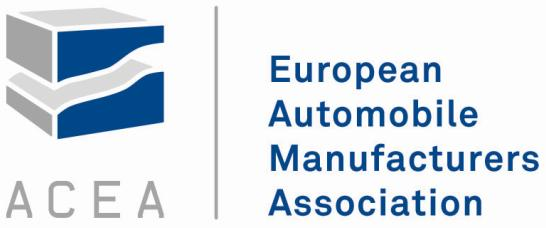 ACEA
European
Automobile
Manufacturers
Association